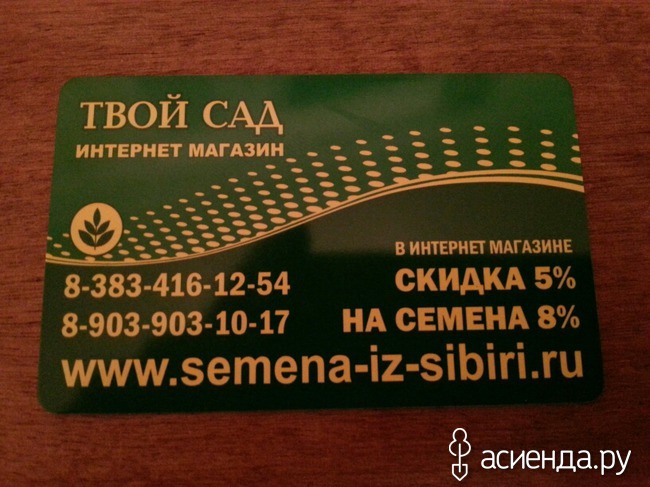 ТВОЙ САД
ИНТЕРНЕТ МАГАЗИН
В ИНТЕРНЕТ МАГАЗИНЕ
8-383-416-12-54
СКИДКА 5%
8-903-903-10-17
НА СЕМЕНА 8%
www.semena-iz-sibiri.ru
асиенда.ру